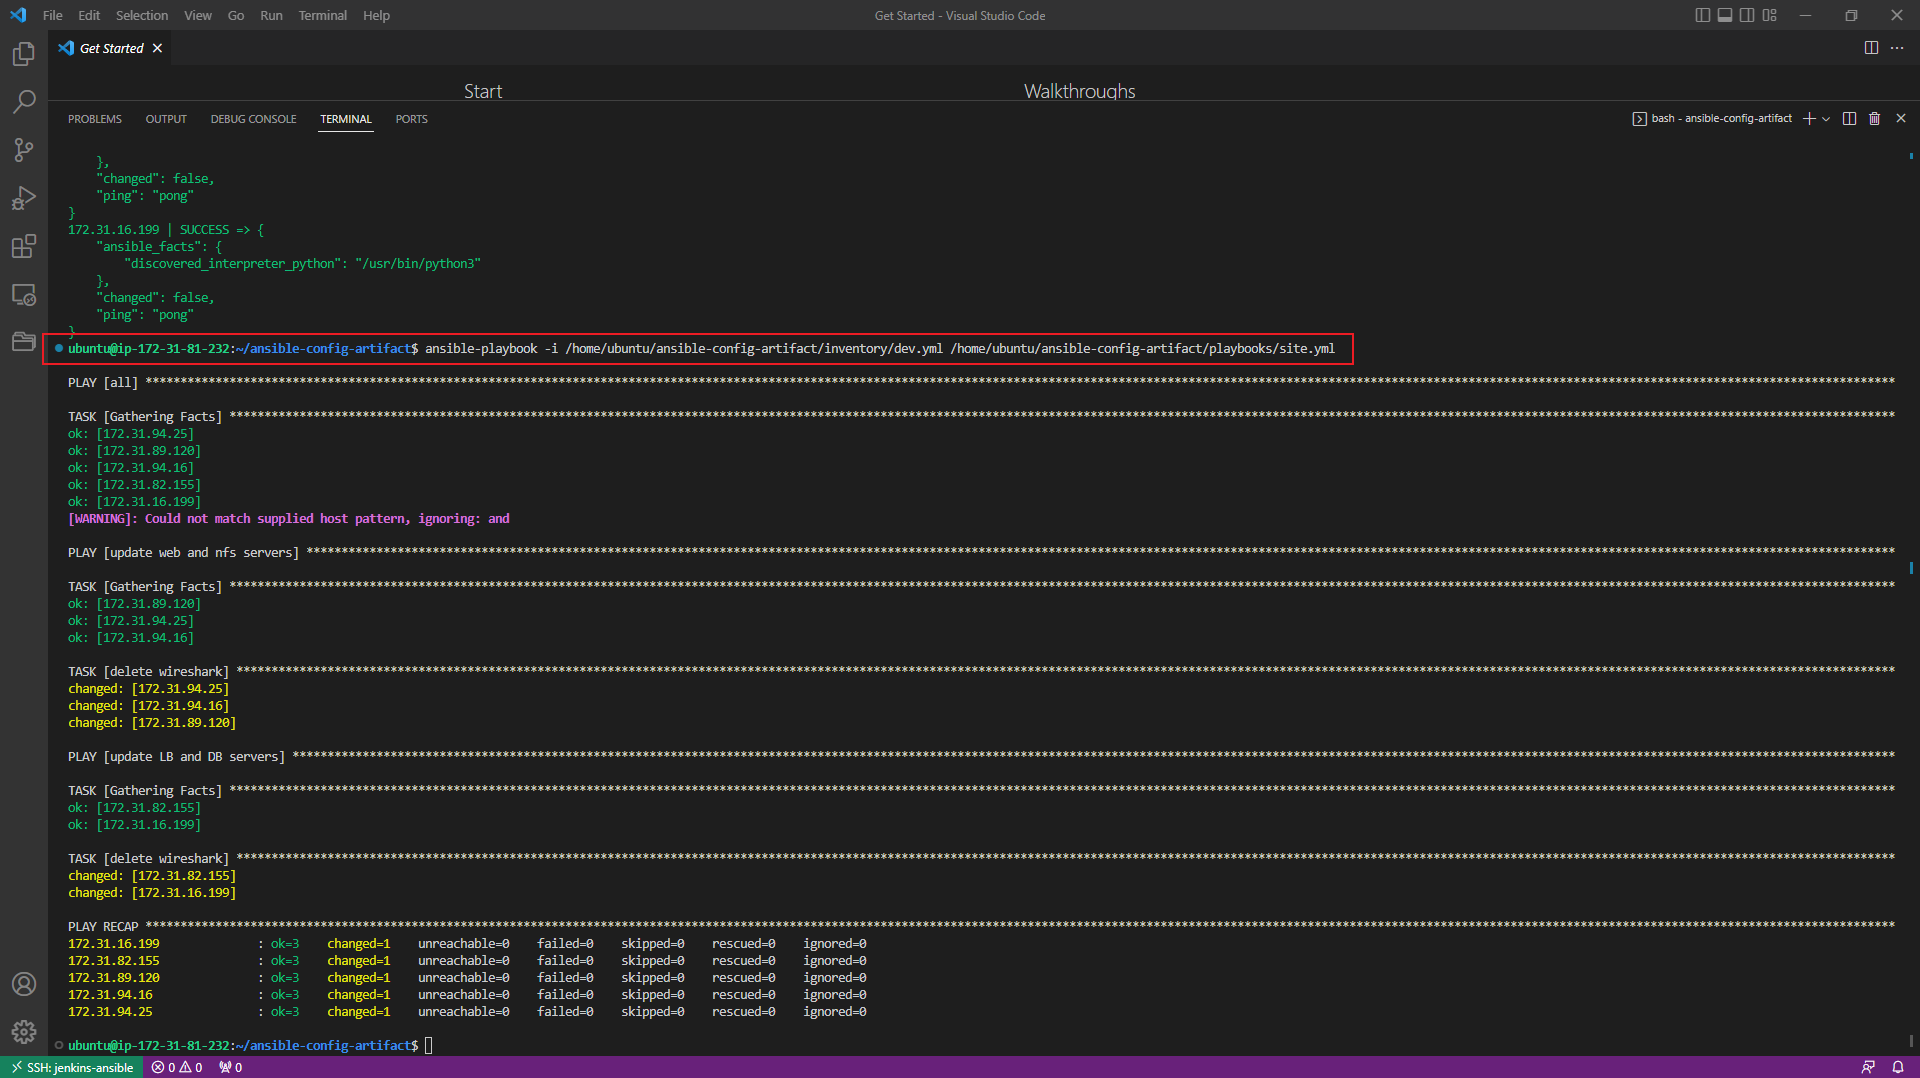 File Edit Selection View Go Run Terminal Help
Get Started - Visual Studio Code
Get Started
Start
Walkthroughs
PROBLEMS OUTPUT DEBUG CONSOLE TERMINAL PORTS
bash - ansible-config-artifact
},
"changed": false,
"ping": "pong"
}
172.31.16.199 | SUCCESS => {
"ansible_facts": {
"discovered_interpreter_python": "/usr/bin/python3"
},
"changed": false,
"ping": "pong"
}
ubuntu@ip-172-31-81-232:~/ansible-config-artifact$ ansible-playbook -i /home/ubuntu/ansible-config-artifact/inventory/dev.yml /home/ubuntu/ansible-config-artifact/playbooks/site.yml
PLAY [all] ****
TASK [Gathering Facts] ****
ok: [172.31.94.25]
ok: [172.31.89.120]
ok: [172.31.94.16]
ok: [172.31.82.155]
ok: [172.31.16.199]
[WARNING]: Could not match supplied host pattern, ignoring: and
PLAY [update web and nfs servers] ****
TASK [Gathering Facts] ****
ok: [172.31.89.120]
ok: [172.31.94.25]
ok: [172.31.94.16]
TASK [delete wireshark] ****
changed: [172.31.94.25]
changed: [172.31.94.16]
changed: [172.31.89.120]
PLAY [update LB and DB servers] ****
TASK [Gathering Facts] ****
ok: [172.31.82.155]
ok: [172.31.16.199]
TASK [delete wireshark] ****
changed: [172.31.82.155]
changed: [172.31.16.199]
PLAY RECAP ****
172.31.16.199 : ok=3 changed=1 unreachable=0 failed=0 skipped=0 rescued=0 ignored=0
172.31.82.155 : ok=3 changed=1 unreachable=0 failed=0 skipped=0 rescued=0 ignored=0
172.31.89.120 : ok=3 changed=1 unreachable=0 failed=0 skipped=0 rescued=0 ignored=0
172.31.94.16 : ok=3 changed=1 unreachable=0 failed=0 skipped=0 rescued=0 ignored=0
172.31.94.25 : ok=3 changed=1 unreachable=0 failed=0 skipped=0 rescued=0 ignored=0
ubuntu@ip-172-31-81-232:~/ansible-config-artifact$
SSH: jenkins-ansible 0 0 0